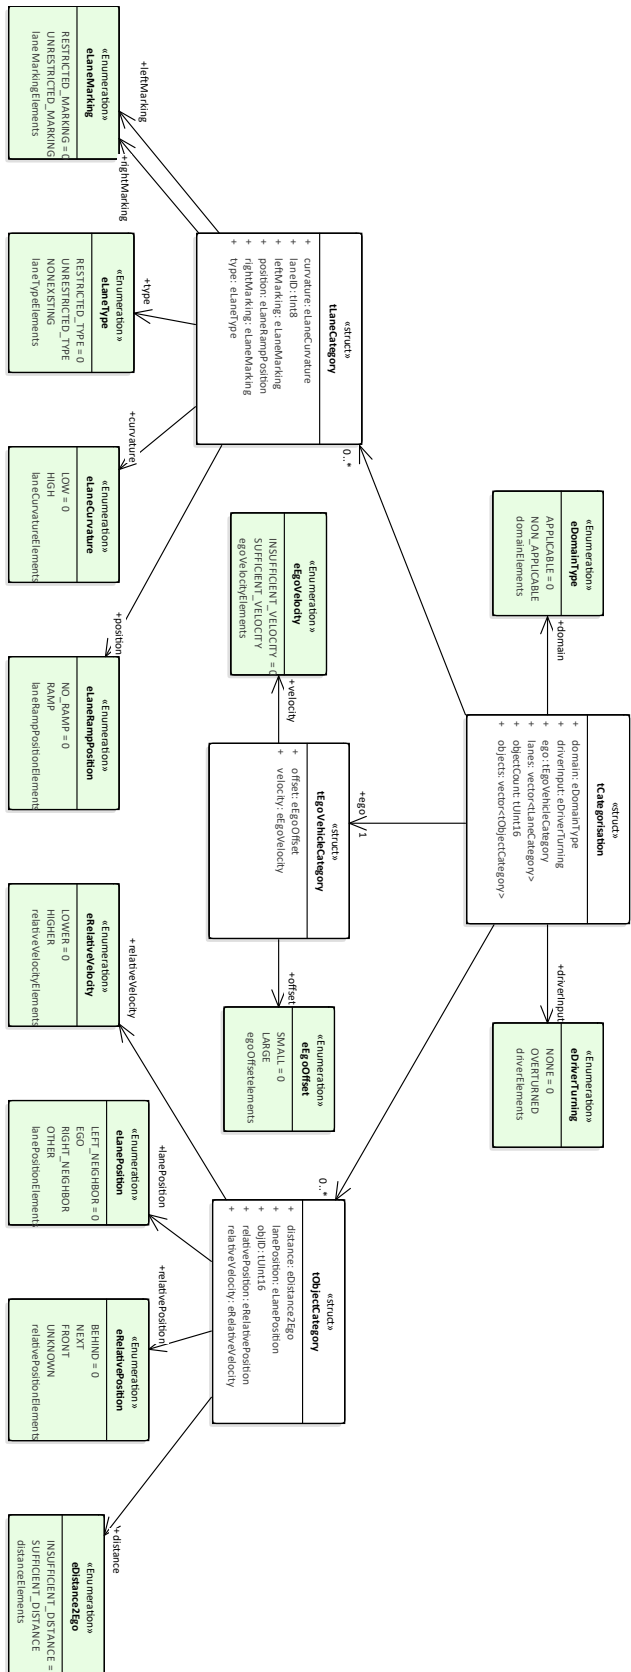 «Enumeration»
eLaneMarking
RESTRICTED_MARKING = 0
UNRESTRICTED_MARKING
laneMarkingElements
+leftMarking
+rightMarking
«Enumeration»
eLaneType
RESTRICTED_TYPE = 0
UNRESTRICTED_TYPE
NONEXISTING
laneTypeElements
+type
«struct»
tLaneCategory
+ curvature: eLaneCurvature
+ laneID: tInt8
+ leftMarking: eLaneMarking
+ position: eLaneRampPosition
+ rightMarking: eLaneMarking
+ type: eLaneType
0..*
+curvature
«Enumeration»
eLaneCurvature
LOW = 0
HIGH
laneCurvatureElements
+position
«Enumeration»
eLaneRampPosition
NO_RAMP = 0
RAMP
laneRampPositionElements
«Enumeration»
eDomainType
APPLICABLE = 0
NON_APPLICABLE
domainElements
+domain
«Enumeration»
eEgoVelocity
INSUFFICIENT_VELOCITY = 0
SUFFICIENT_VELOCITY
egoVelocityElements
+velocity
«struct»
tCategorisation
+ domain: eDomainType
+ driverInput: eDriverTurning
+ ego: tEgoVehicleCategory
+ lanes: vector<tLaneCategory>
+ objectCount: tUInt16
+ objects: vector<tObjectCategory>
+ego
1
«struct»
tEgoVehicleCategory
+ offset: eEgoOffset
+ velocity: eEgoVelocity
+driverInput
«Enumeration»
eDriverTurning
NONE = 0
OVERTURNED
driverElements
+offset
«Enumeration»
eEgoOffset
SMALL = 0
LARGE
egoOffsetelements
«Enumeration»
eRelativeVelocity
LOWER = 0
HIGHER
relativeVelocityElements
+relativeVelocity
«Enumeration»
eLanePosition
LEFT_NEIGHBOR = 0
EGO
RIGHT_NEIGHBOR
OTHER
lanePositionElements
+lanePosition
0..*
«struct»
tObjectCategory
+ distance: eDistance2Ego
+ lanePosition: eLanePosition
+ objID: tUInt16
+ relativePosition: eRelativePosition
+ relativeVelocity: eRelativeVelocity
+relativePosition
«Enumeration»
eRelativePosition
BEHIND = 0
NEXT
FRONT
UNKNOWN
relativePositionElements
+distance
«Enumeration»
eDistance2Ego
INSUFFICIENT_DISTANCE =
SUFFICIENT_DISTANCE
distanceElements